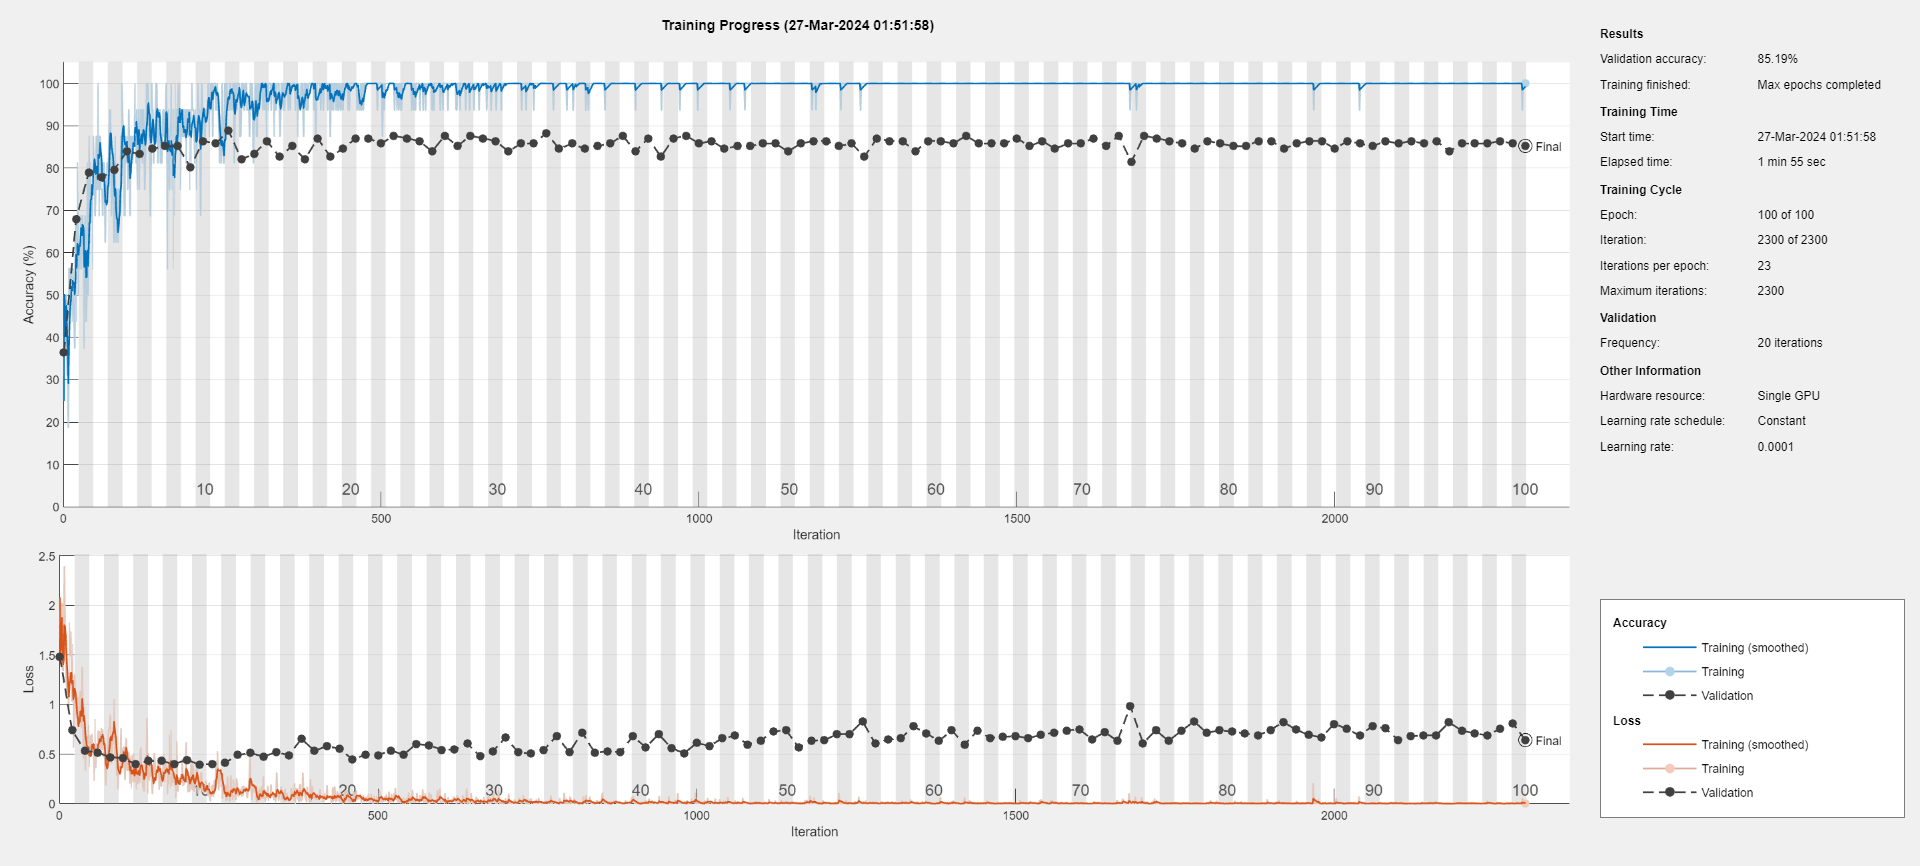 Training Progress (27-Mar-2024 01:51:58)
100
90
80
70
60
50
40
30
20
10
0
Accuracy (%)
Final
10 20 30 40 50 60 70 80 90 100
0 500 1000 1500 2000
Iteration
2.5
2
1.5
1
0.5
0
Loss
Final
10 20 30 40 50 60 70 80 90 100
0 500 1000 1500 2000
Iteration
Results
Validation accuracy: 85.19%
Training finished: Max epochs completed
Training Time
Start time: 27-Mar-2024 01:51:58
Elapsed time: 1 min 55 sec
Training Cycle
Epoch: 100 of 100
Iteration: 2300 of 2300
Iterations per epoch: 23
Maximum iterations: 2300
Validation
Frequency: 20 iterations
Other Information
Hardware resource: Single GPU
Learning rate schedule: Constant
Learning rate: 0.0001
Accuracy
Training (smoothed)
Training
Validation
Loss
Training (smoothed)
Training
Validation